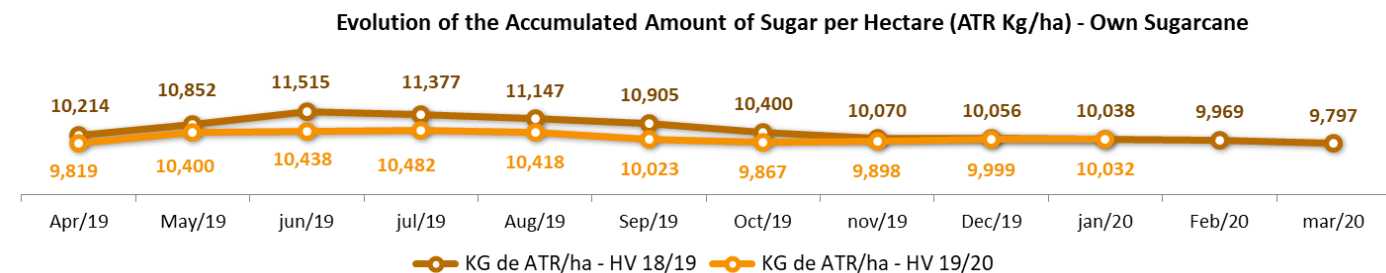 Evolution of the Accumulated Amount of Sugar per Hectare (ATR Kg/ha) - Own Sugarcane
10,214 10,852 11,515 11,377 11,147 10,905 10,400 10,070 10,056 10,038 9,969 9,797
9,819 10,400 10,438 10,482 10,418 10,023 9,867 9,898 9,999 10,032
Apr/19 May/19 jun/19 jul/19 Aug/19 Sep/19 Oct/19 nov/19 Dec/19 jan/20 Feb/20 mar/20
KG de ATR/ha - HV 18/19 KG de ATR/ha - HV 19/20